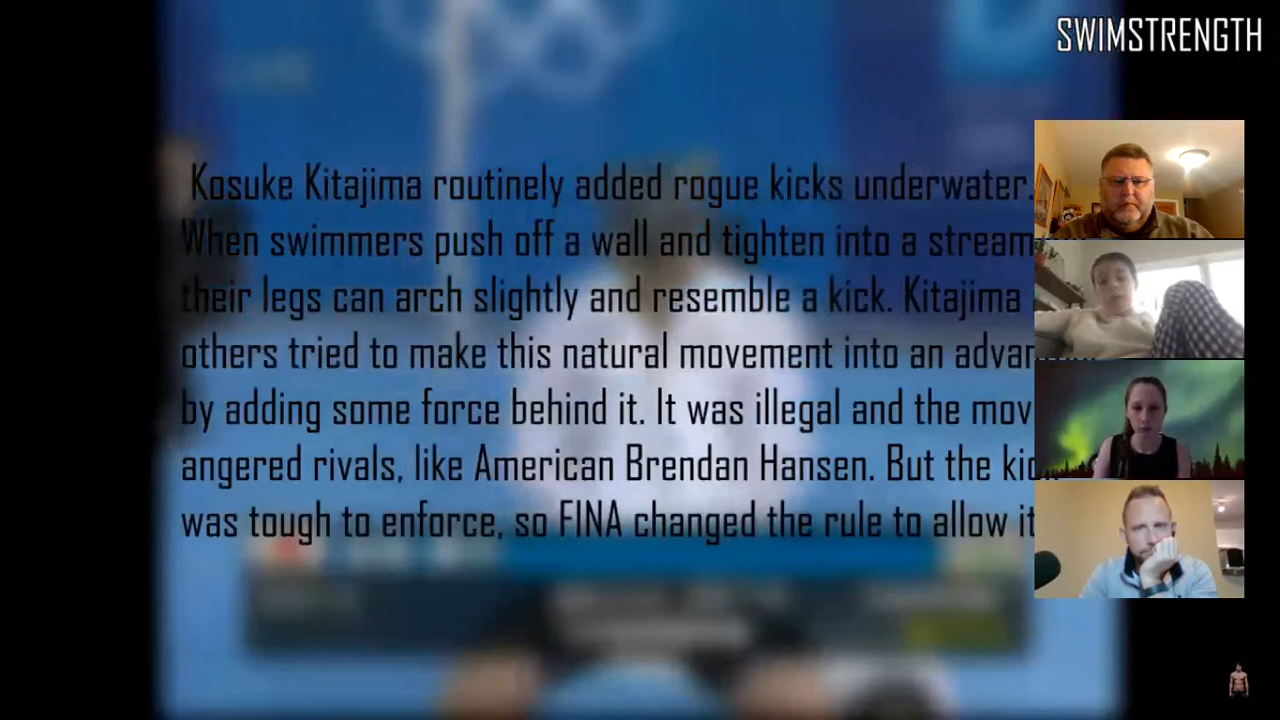 SWIMSTRENGTH
Kosuke Kitajima routinely added rogue kicks underwater.
When swimmers push off a wall and tighten into a stream
their legs can arch slightly and resemble a kick. Kitajima
others tried to make this natural movement into an advan
by adding some force behind it. It was illegal and the mov
angered rivals, like American Brendan Hansen. But the kic
was tough to enforce, so FINA changed the rule to allow it